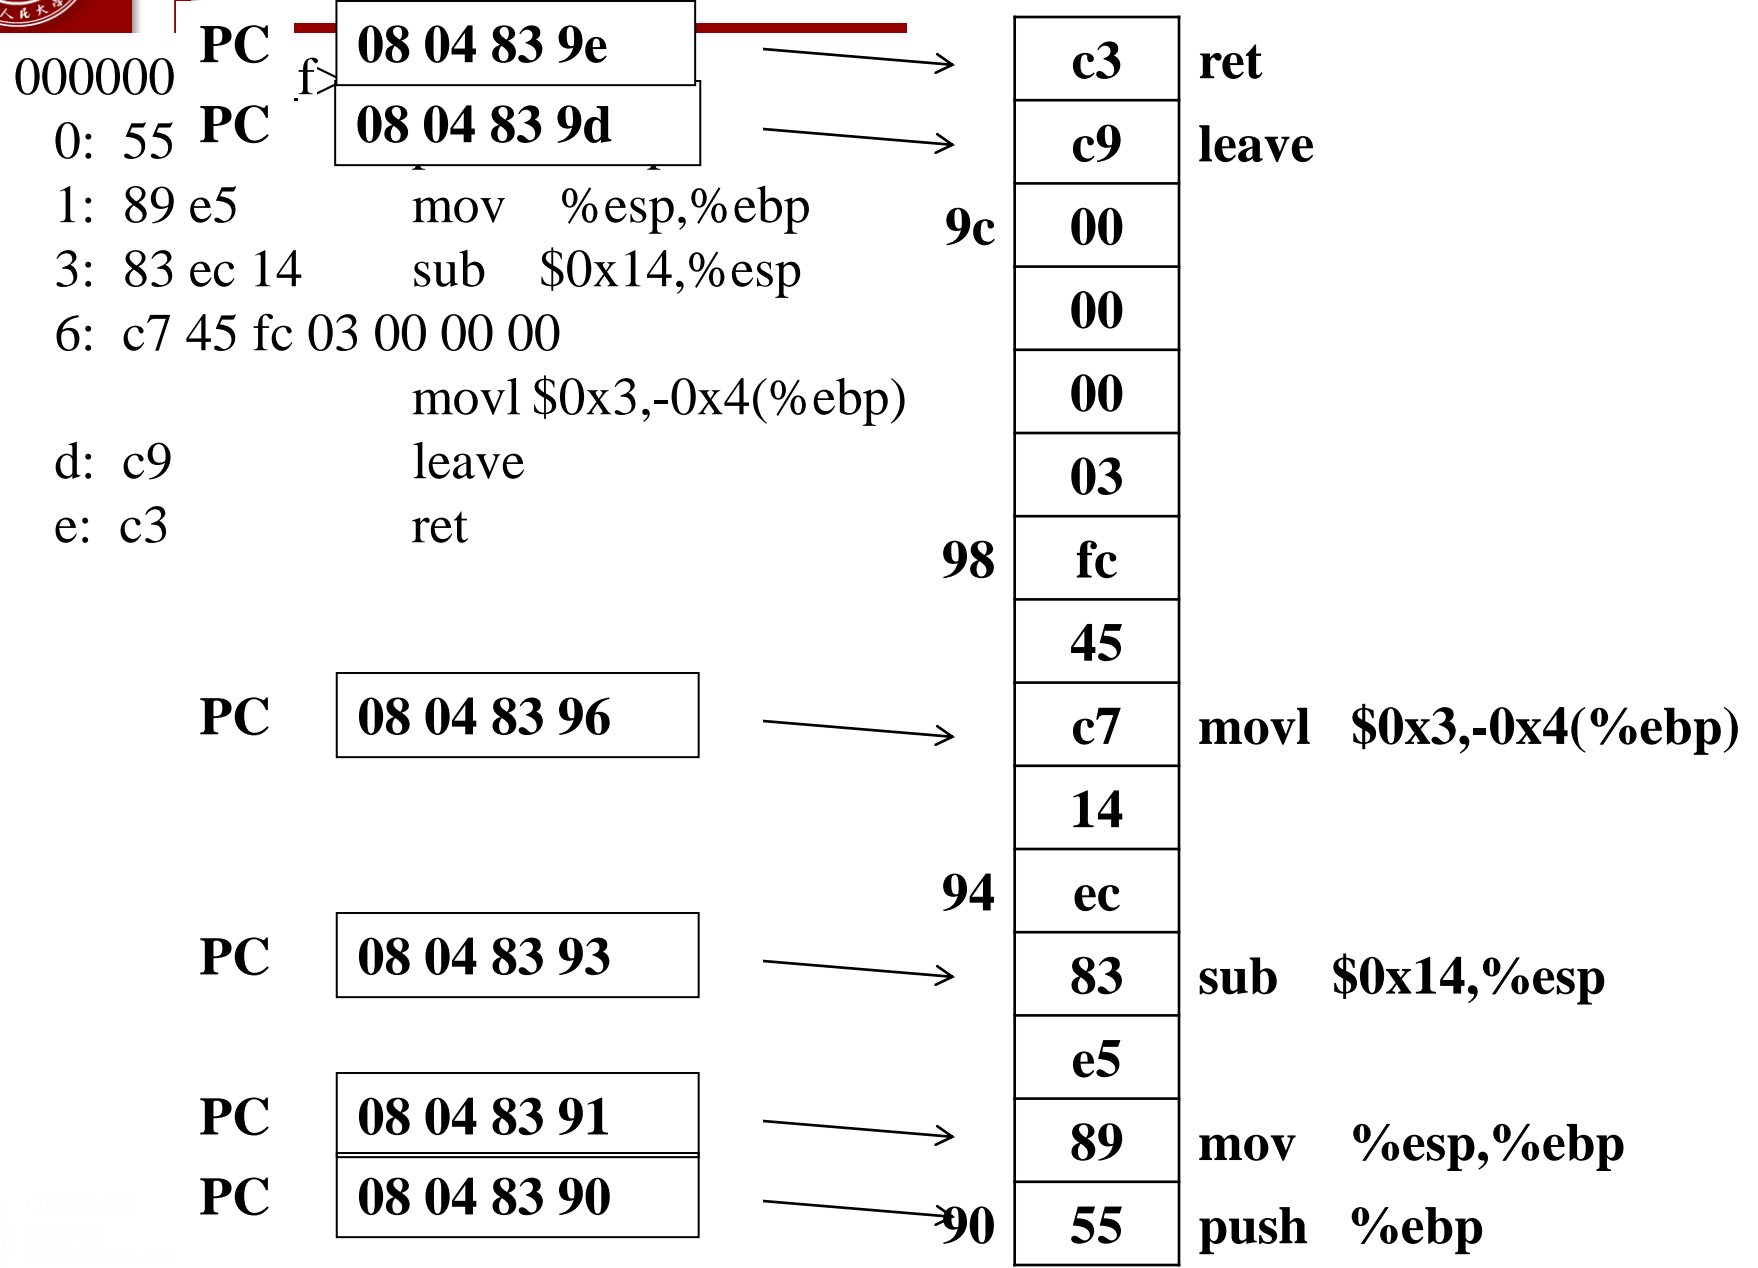 PC 08 04 83 9e c3 ret
000000 f>
PC 08 04 83 9d c9 leave
0: 55
1: 89 e5 mov %esp,%ebp
9c 00
3: 83 ec 14 sub $0x14,%esp
00
6: c7 45 fc 03 00 00 00
movl $0x3,-0x4(%ebp)
00
d: c9 leave
03
e: c3 ret
98 fc
45
PC 08 04 83 96 c7 movl $0x3,-0x4(%ebp)
14
94 ec
PC 08 04 83 93 83 sub $0x14,%esp
e5
PC 08 04 83 91 89 mov %esp,%ebp
PC 08 04 83 90 90 55 push %ebp